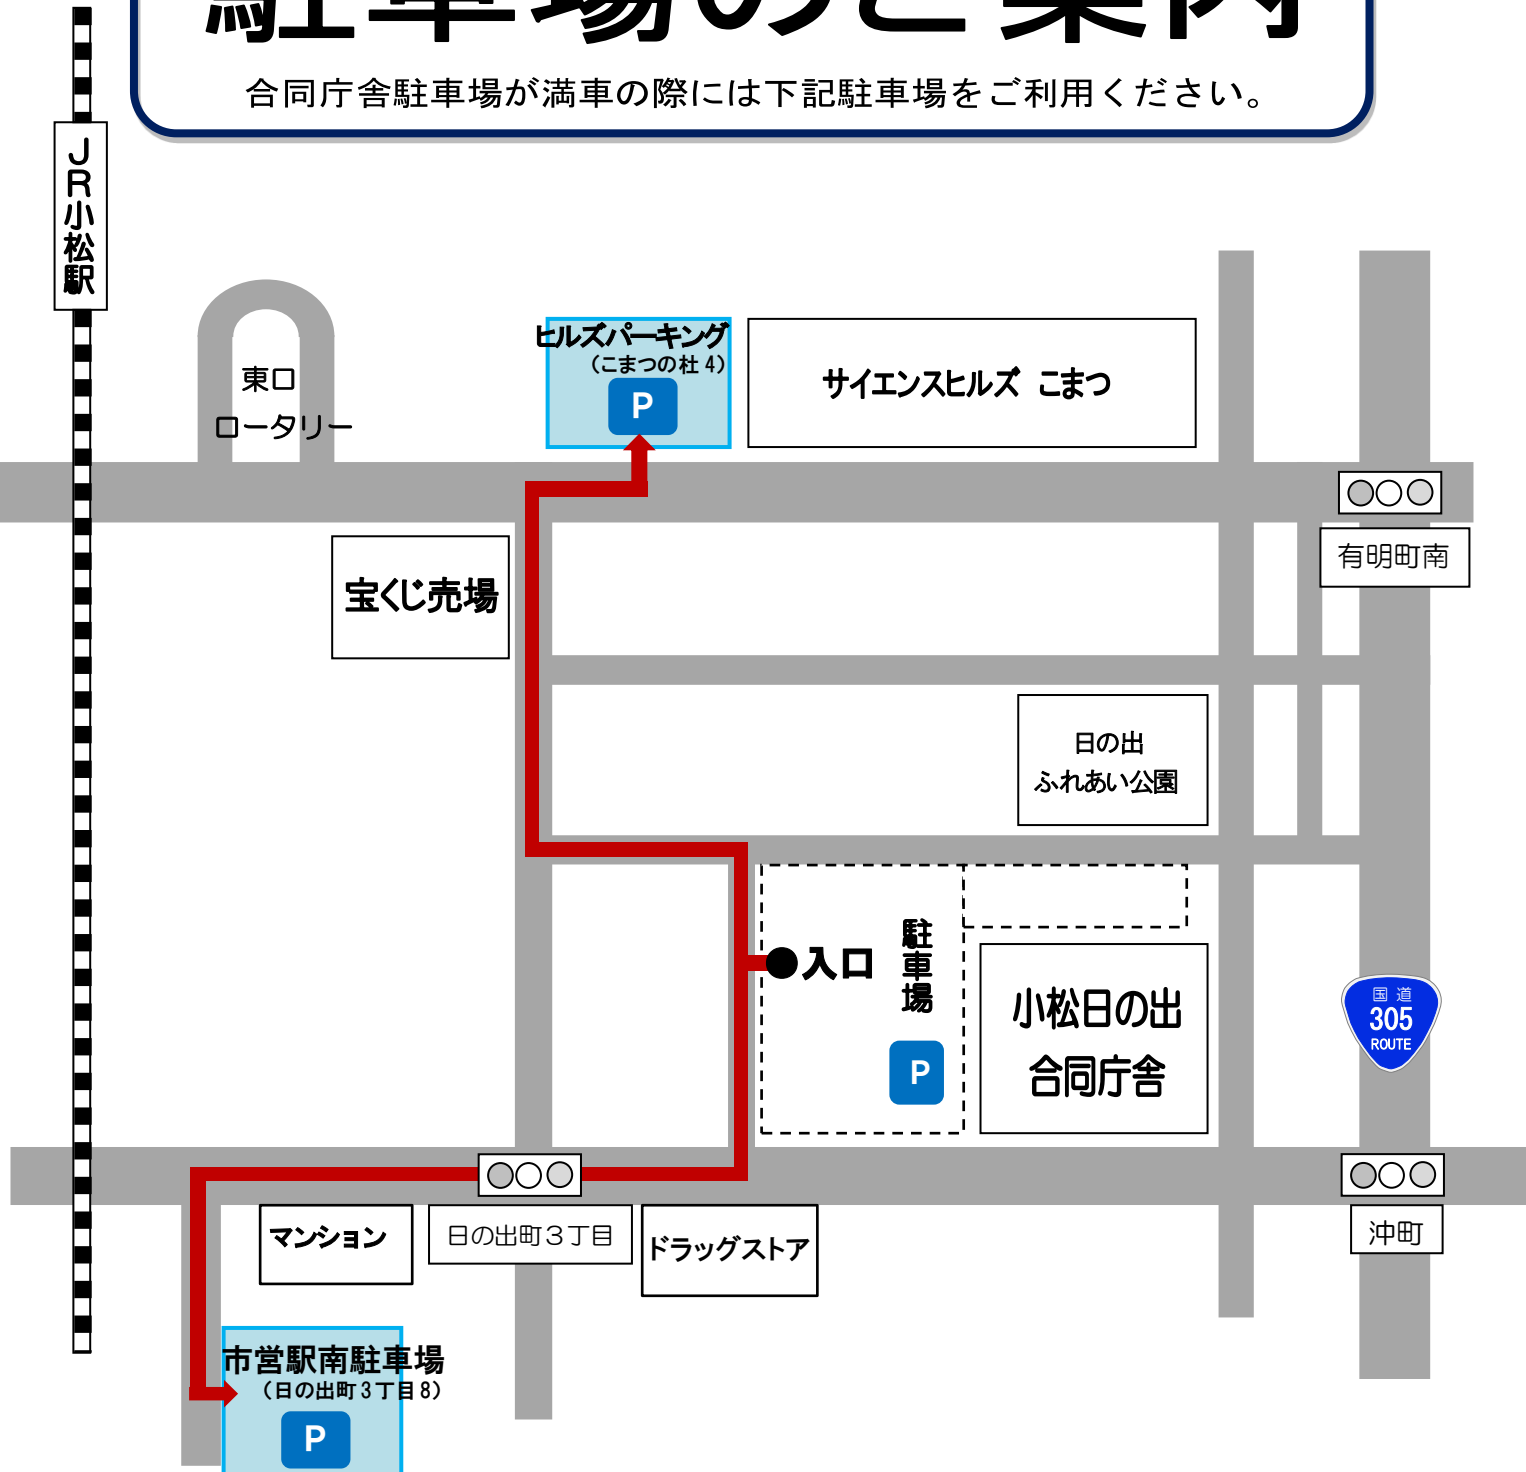 駐車場のご案内
合同庁舎駐車場が満車の際には下記駐車場をご利用ください。
ＪＲ小松駅
東口
ロータリー
ヒルズパーキング
（こまつの杜 4）
P
サイエンスヒルズ こまつ
有明町南
宝くじ売場
日の出
ふれあい公園
入口
駐車場
P
小松日の出
合同庁舎
国道
305
ROUTE
マンション
日の出町３丁目
ドラッグストア
沖町
市営駅南駐車場
（日の出町３丁目８）
P